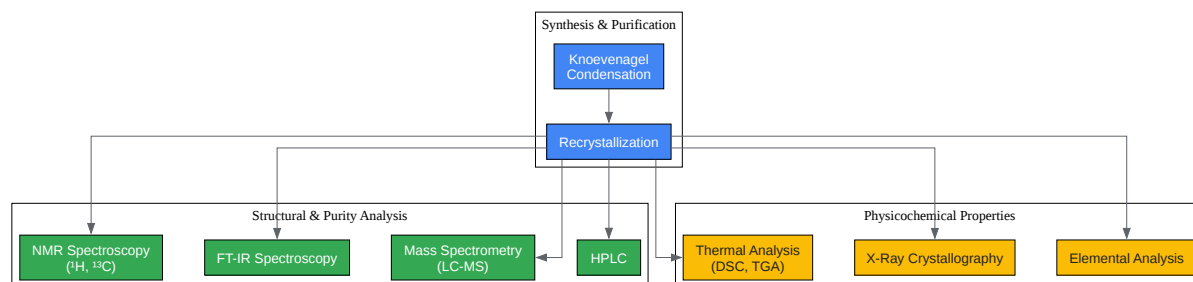 Synthesis & Purification
Knoevenagel
Condensation
Recrystallization
Structural & Purity Analysis
NMR Spectroscopy
(¹H, ¹³C)
FT-IR Spectroscopy
Mass Spectrometry
(LC-MS)
HPLC
Physicochemical Properties
Thermal Analysis
(DSC, TGA)
X-Ray Crystallography
Elemental Analysis